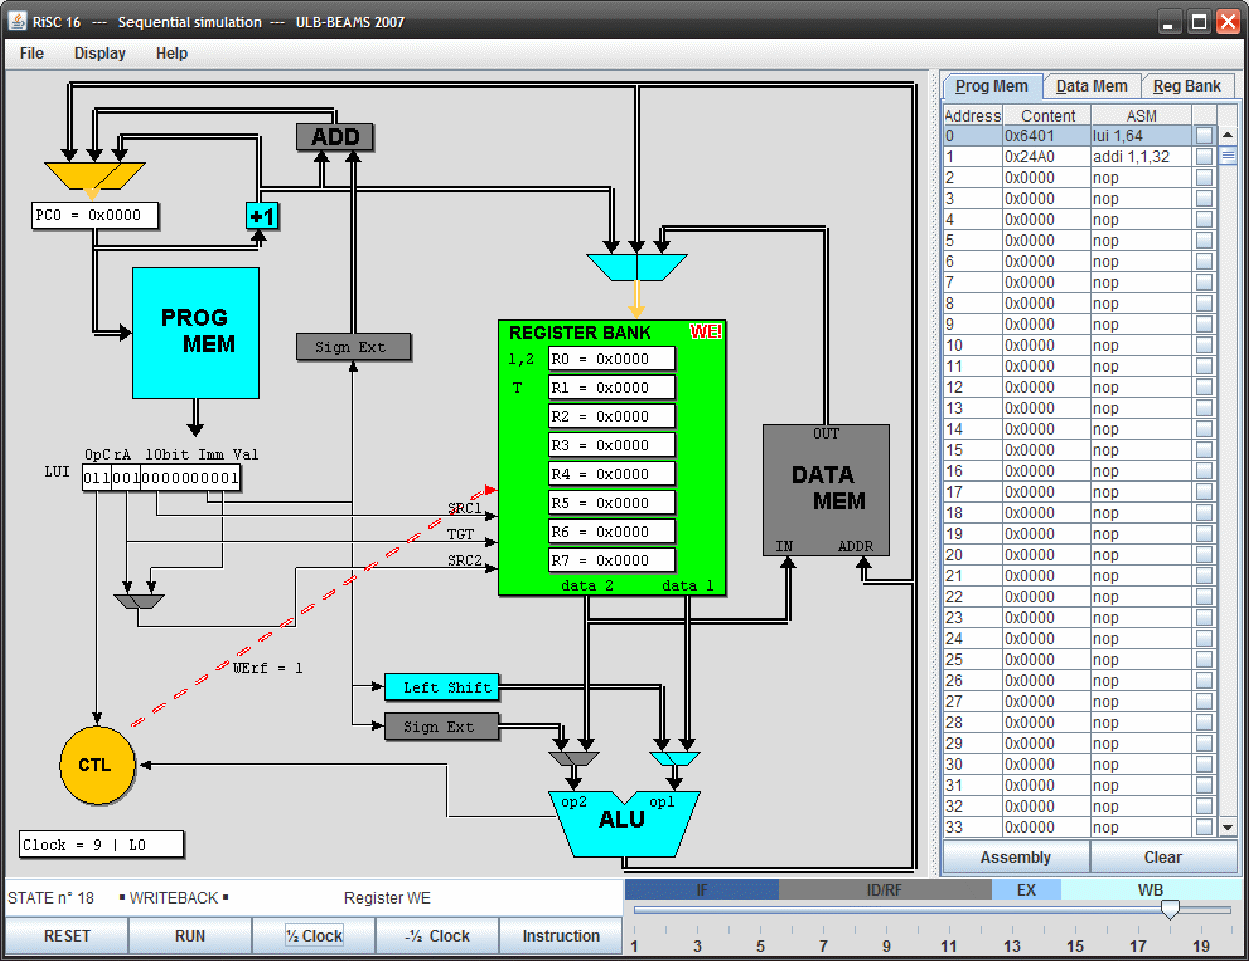 RiSC 16 --- Sequential simulation --- ULB-BEAMS 2007
File Display Help
Prog Mem Data Mem Reg Bank
Address Content ASM
0 0x6401 lui 1,64
1 0x24A0 addi 1,1,32
2 0x0000 nop
3 0x0000 nop
4 0x0000 nop
5 0x0000 nop
6 0x0000 nop
7 0x0000 nop
8 0x0000 nop
9 0x0000 nop
10 0x0000 nop
11 0x0000 nop
12 0x0000 nop
13 0x0000 nop
14 0x0000 nop
15 0x0000 nop
16 0x0000 nop
17 0x0000 nop
18 0x0000 nop
19 0x0000 nop
20 0x0000 nop
21 0x0000 nop
22 0x0000 nop
23 0x0000 nop
24 0x0000 nop
25 0x0000 nop
26 0x0000 nop
27 0x0000 nop
28 0x0000 nop
29 0x0000 nop
30 0x0000 nop
31 0x0000 nop
32 0x0000 nop
33 0x0000 nop
Assembly Clear
ADD
PC0 = 0x0000
+1
PROG
MEM
Sign Ext
REGISTER BANK WE!
1,2 R0 = 0x0000
T R1 = 0x0000
R2 = 0x0000
R3 = 0x0000
R4 = 0x0000
R5 = 0x0000
R6 = 0x0000
R7 = 0x0000
data 2 data 1
OUT
DATA
MEM
IN ADDR
OpC rA 10bit Imm Val
LUI 011 001 0000000001
SRC1
TGT
SRC2
WErf = 1
Left Shift
Sign Ext
CTL
op2 op1
ALU
Clock = 9 | L0
STATE n° 18 ▪ WRITEBACK ▪ Register WE
IF ID/RF EX WB
1 3 5 7 9 11 13 15 17 19
RESET RUN ½ Clock -½ Clock Instruction